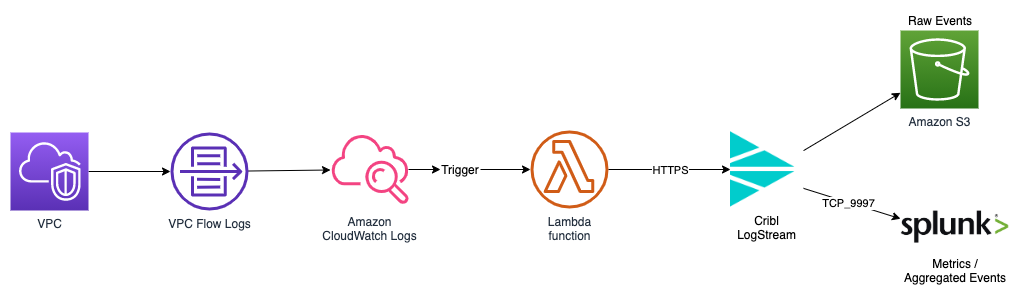 Raw Events
Amazon S3
VPC
VPC Flow Logs
Amazon
CloudWatch Logs
Trigger
Lambda
function
HTTPS
Cribl
LogStream
TCP_9997
splunk>
Metrics /
Aggregated Events